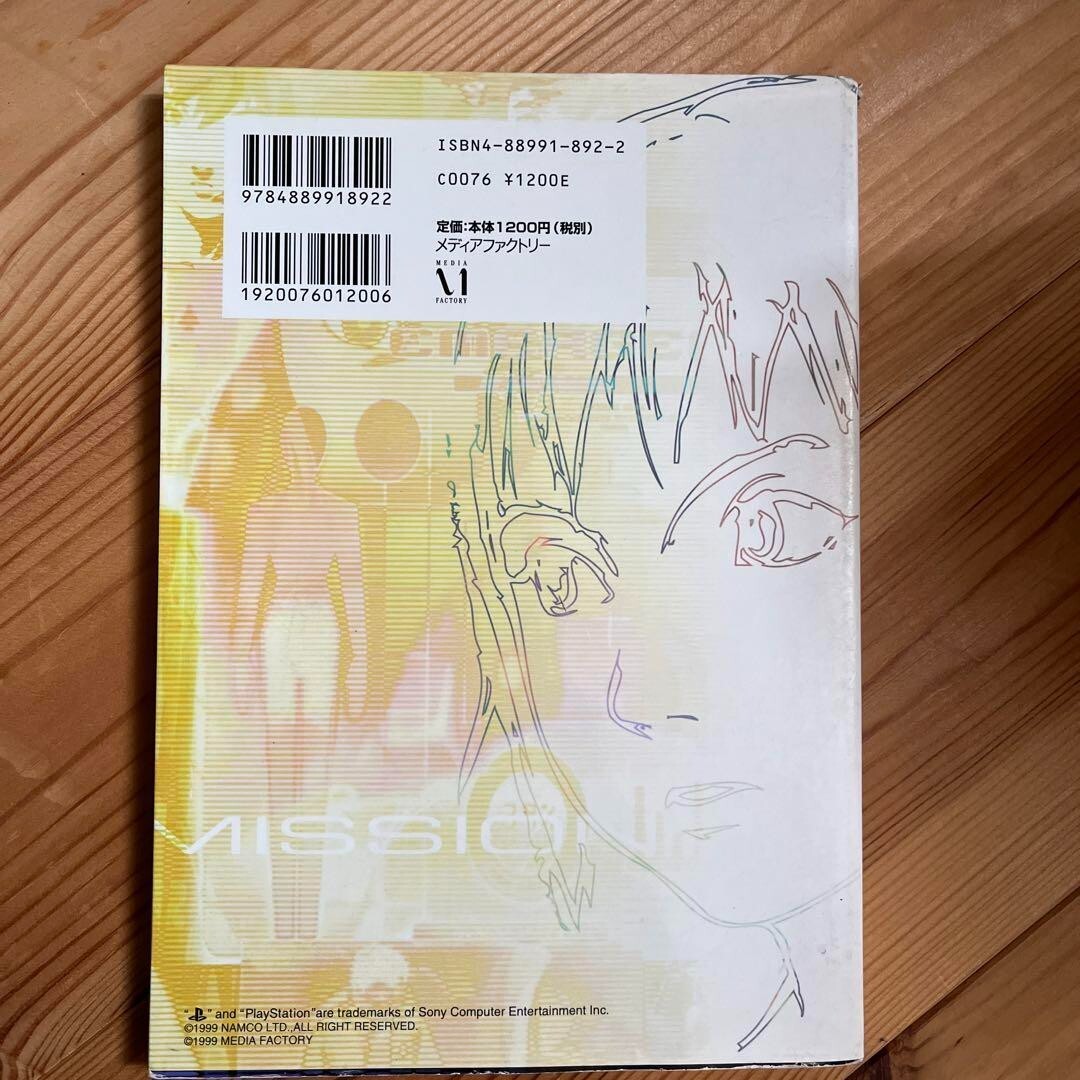 ISBN4-88991-892-2
C0076 ¥1200E
9784889918922
定価:本体1200円(税別)
メディアファクトリー
MEDIA
FACTORY
1920076012006
MISSION
" " and "PlayStation"are trademarks of Sony Computer Entertainment Inc.
©1999 NAMCO LTD.,ALL RIGHT RESERVED.
©1999 MEDIA FACTORY